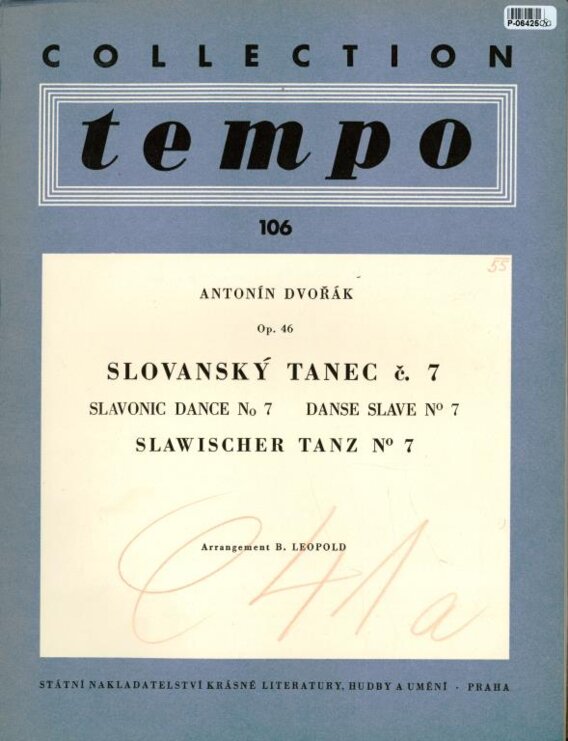 P-06425
COLLECTION
tempo
106
55
ANTONÍN DVOŘÁK
Op. 46
SLOVANSKÝ TANEC č. 7
SLAVONIC DANCE No 7 DANSE SLAVE Nº 7
SLAWISCHER TANZ Nº 7
Arrangement B. LEOPOLD
C 41a
STÁTNÍ NAKLADATELSTVÍ KRÁSNÉ LITERATURY, HUDBY A UMĚNÍ · PRAHA